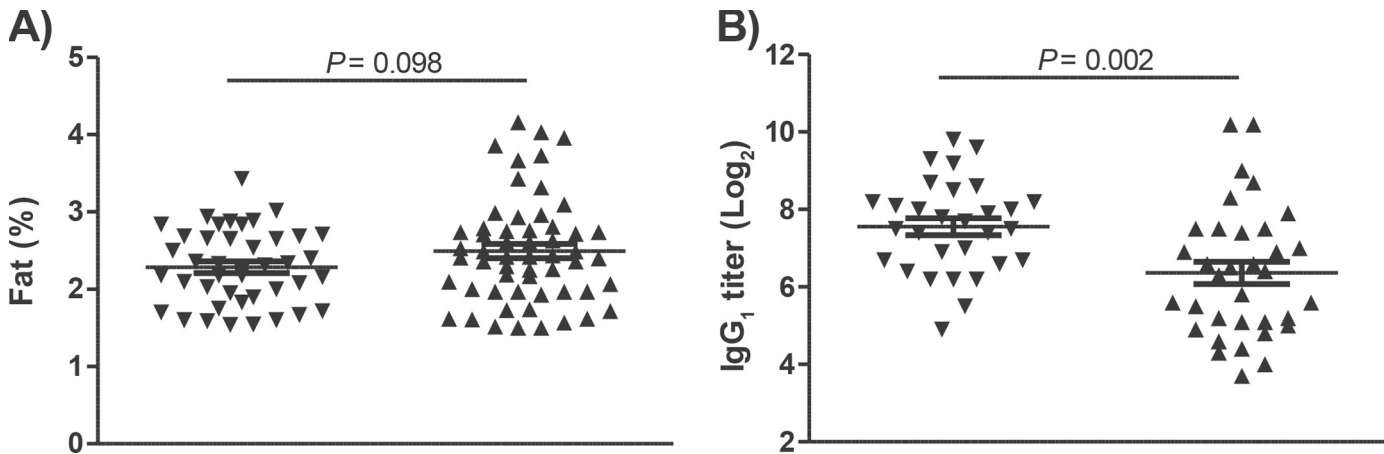 A)
P = 0.098
Fat (%)
5
4
3
2
1
0
B)
P = 0.002
IgG₁ titer (Log₂)
12
10
8
6
4
2